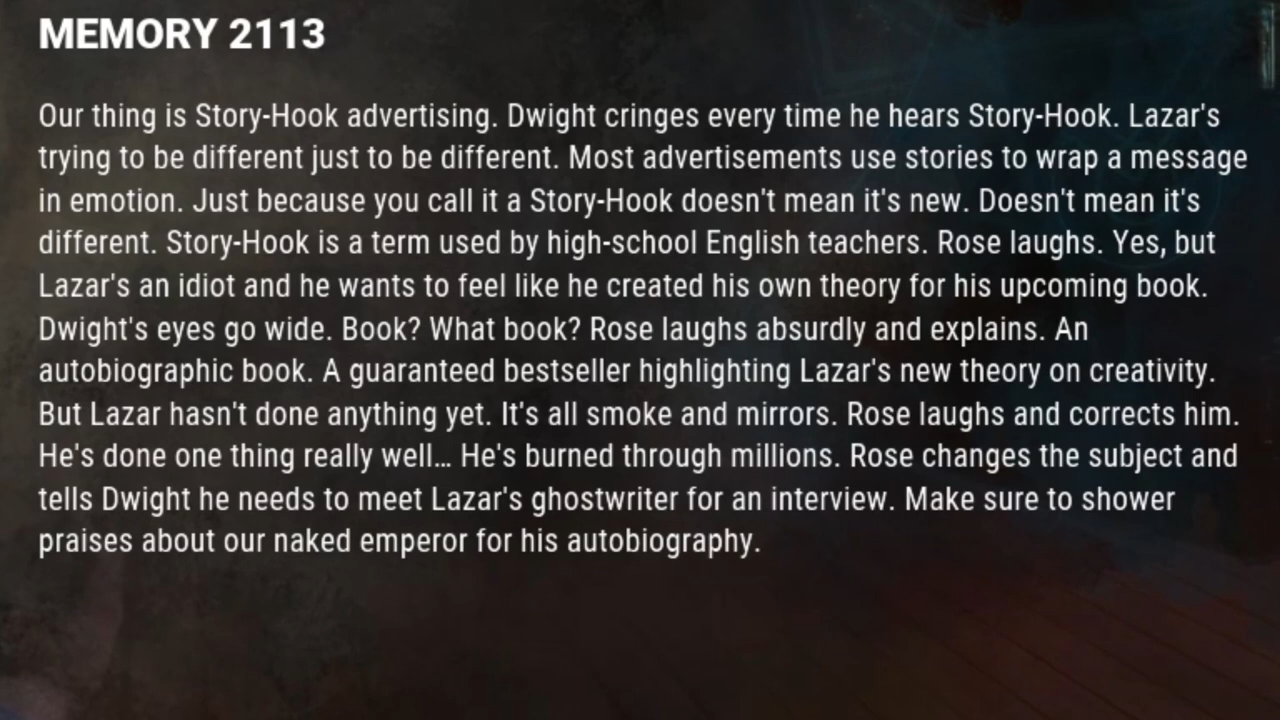 MEMORY 2113
Our thing is Story-Hook advertising. Dwight cringes every time he hears Story-Hook. Lazar's
trying to be different just to be different. Most advertisements use stories to wrap a message
in emotion. Just because you call it a Story-Hook doesn't mean it's new. Doesn't mean it's
different. Story-Hook is a term used by high-school English teachers. Rose laughs. Yes, but
Lazar's an idiot and he wants to feel like he created his own theory for his upcoming book.
Dwight's eyes go wide. Book? What book? Rose laughs absurdly and explains. An
autobiographic book. A guaranteed bestseller highlighting Lazar's new theory on creativity.
But Lazar hasn't done anything yet. It's all smoke and mirrors. Rose laughs and corrects him.
He's done one thing really well… He's burned through millions. Rose changes the subject and
tells Dwight he needs to meet Lazar's ghostwriter for an interview. Make sure to shower
praises about our naked emperor for his autobiography.